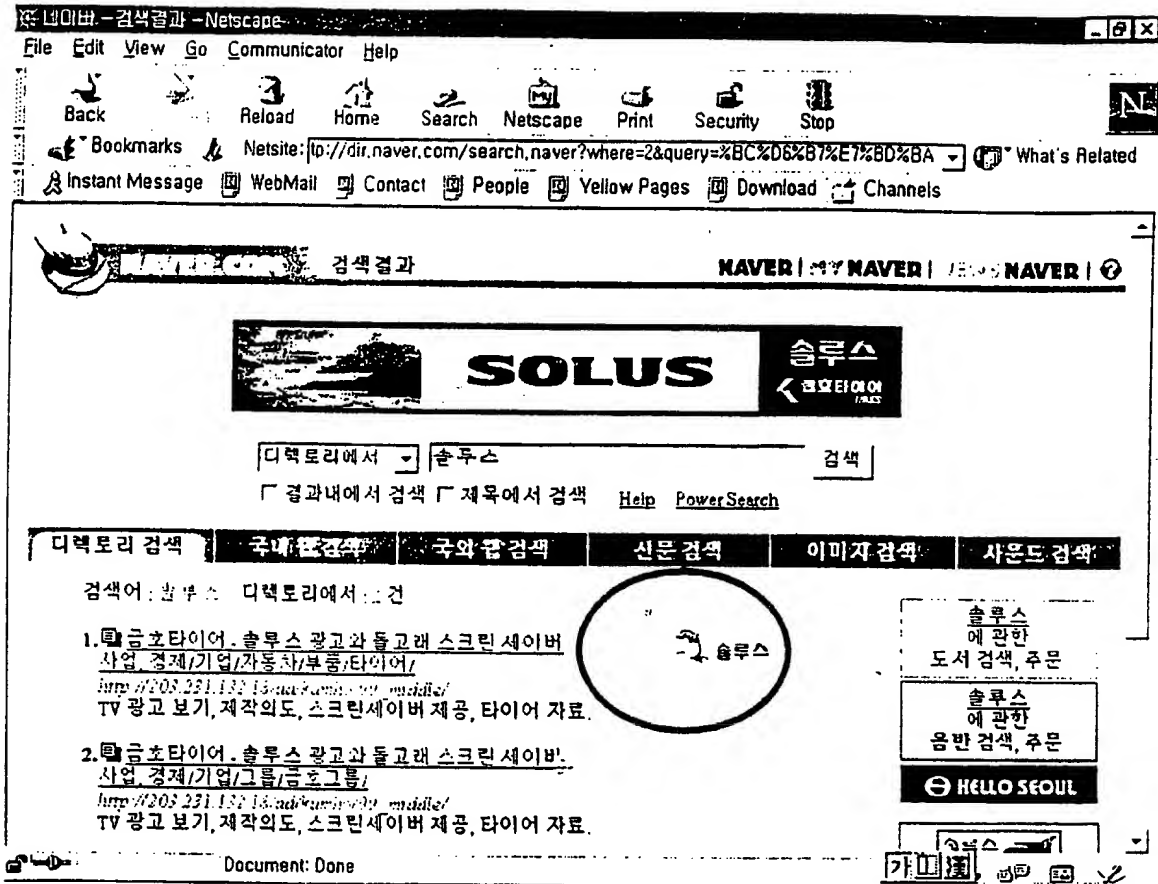 네이버 - 검색결과 - Netscape
File Edit View Go Communicator Help
Back Reload Home Search Netscape Print Security Stop
Bookmarks Netsite: tp://dir.naver.com/search.naver?where=2&query=%BC%D6%B7%E7%BD%BA What's Related
Instant Message WebMail Contact People Yellow Pages Download Channels
검색결과 NAVER | MY NAVER | NAVER |
SOLUS 솔루스
금호타이어
디렉토리에서 솔루스 검색
결과내에서 검색 제목에서 검색 Help Power Search
디렉토리 검색 국내 웹 검색 국외 웹 검색 신문 검색 이미지 검색 사운드 검색
검색어 : 솔루스 디렉토리에서 : 건
1. 금호타이어 - 솔루스 광고와 돌고래 스크린 세이버
사업, 경제/기업/자동차/부품/타이어/
TV 광고 보기, 제작의도, 스크린세이버 제공, 타이어 자료.
2. 금호타이어 - 솔루스 광고와 돌고래 스크린 세이버
사업, 경제/기업/그룹/금호그룹/
TV 광고 보기, 제작의도, 스크린세이버 제공, 타이어 자료.
솔루스
솔루스
에 관한
도서 검색, 주문
솔루스
에 관한
음반 검색, 주문
HELLO SEOUL
솔루스
Document: Done
가 漢